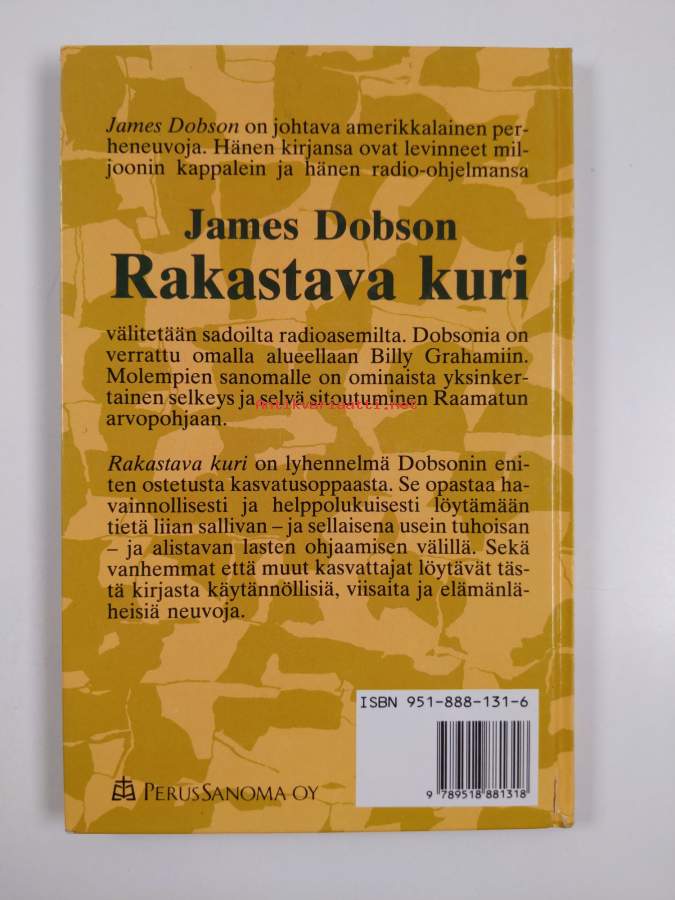 James Dobson on johtava amerikkalainen per-
heneuvoja. Hänen kirjansa ovat levinneet mil-
joonin kappalein ja hänen radio-ohjelmansa
James Dobson
Rakastava kuri
välitetään sadoilta radioasemilta. Dobsonia on
verrattu omalla alueellaan Billy Grahamiin.
Molempien sanomalle on ominaista yksinker-
tainen selkeys ja selvä sitoutuminen Raamatun
Antikvariaatti.net
arvopohjaan.
Rakastava kuri on lyhennelmä Dobsonin eni-
ten ostetusta kasvatusoppaasta. Se opastaa ha-
vainnollisesti ja helppolukuisesti löytämään
tietä liian sallivan – ja sellaisena usein tuhoisan
– ja alistavan lasten ohjaamisen välillä. Sekä
vanhemmat että muut kasvattajat löytävät täs-
tä kirjasta käytännöllisiä, viisaita ja elämänlä-
heisiä neuvoja.
ISBN 951-888-131-6
9 789518 881318
PERUSSANOMA OY